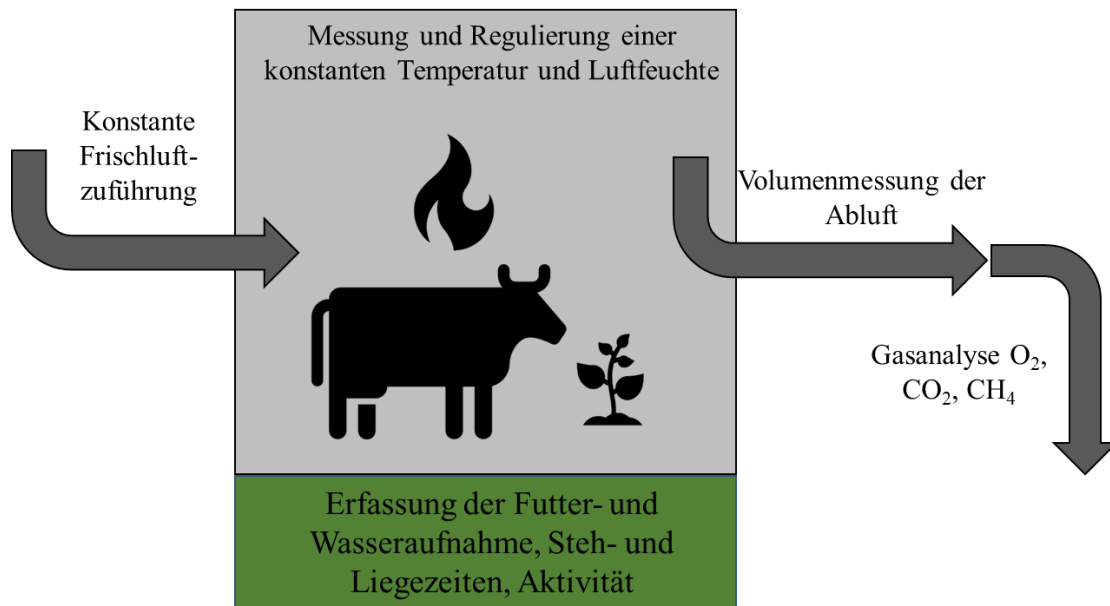 Messung und Regulierung einer
konstanten Temperatur und Luftfeuchte
Konstante
Frischluft-
zuführung
Volumenmessung der
Abluft
Gasanalyse O₂,
CO₂, CH₄
Erfassung der Futter- und
Wasseraufnahme, Steh- und
Liegezeiten, Aktivität